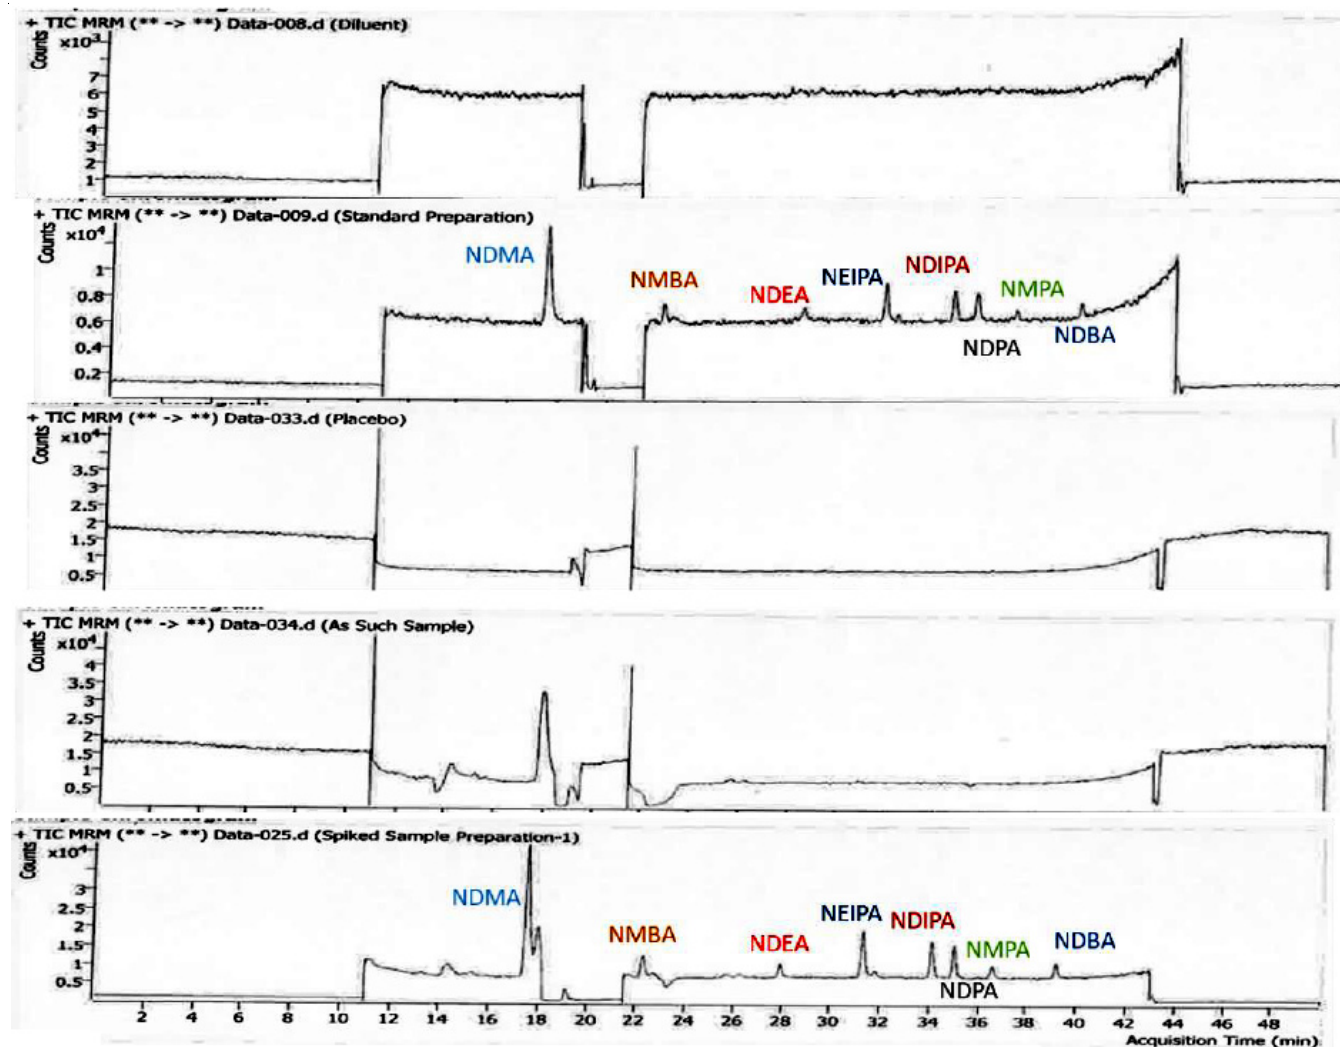 + TIC MRM (** -> **) Data-008.d (Diluent)
Counts
x10³
7
6
5
4
3
2
1
+ TIC MRM (** -> **) Data-009.d (Standard Preparation)
Counts
x10⁴
1
0.8
0.6
0.4
0.2
NDMA
NMBA
NDEA
NEIPA
NDIPA
NDPA
NMPA
NDBA
+ TIC MRM (** -> **) Data-033.d (Placebo)
Counts
x10⁴
3.5
3
2.5
2
1.5
1
0.5
+ TIC MRM (** -> **) Data-034.d (As Such Sample)
Counts
x10⁴
4
3.5
3
2.5
2
1.5
1
0.5
+ TIC MRM (** -> **) Data-025.d (Spiked Sample Preparation-1)
Counts
x10⁴
3
2.5
2
1.5
1
0.5
NDMA
NMBA
NDEA
NEIPA
NDIPA
NDPA
NMPA
NDBA
2 4 6 8 10 12 14 16 18 20 22 24 26 28 30 32 34 36 38 40 42 44 46 48
Acquisition Time (min)